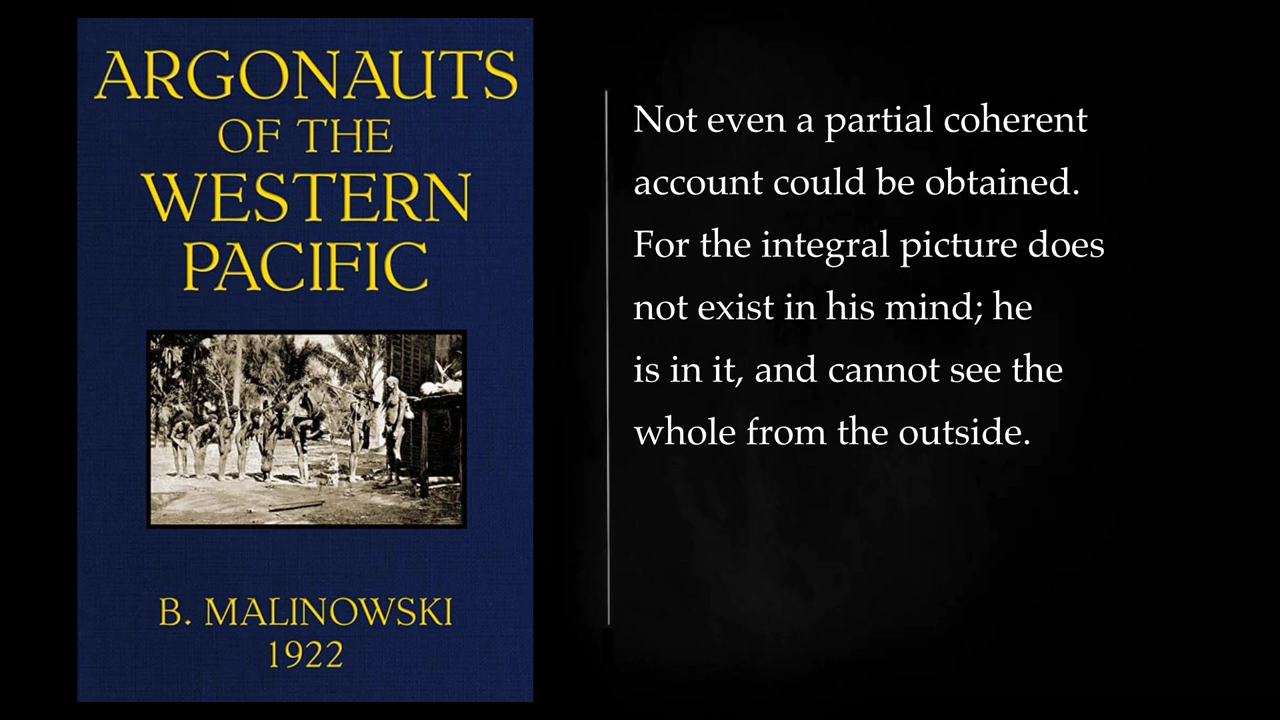 ARGONAUTS
OF THE
WESTERN
PACIFIC
B. MALINOWSKI
1922
Not even a partial coherent
account could be obtained.
For the integral picture does
not exist in his mind; he
is in it, and cannot see the
whole from the outside.